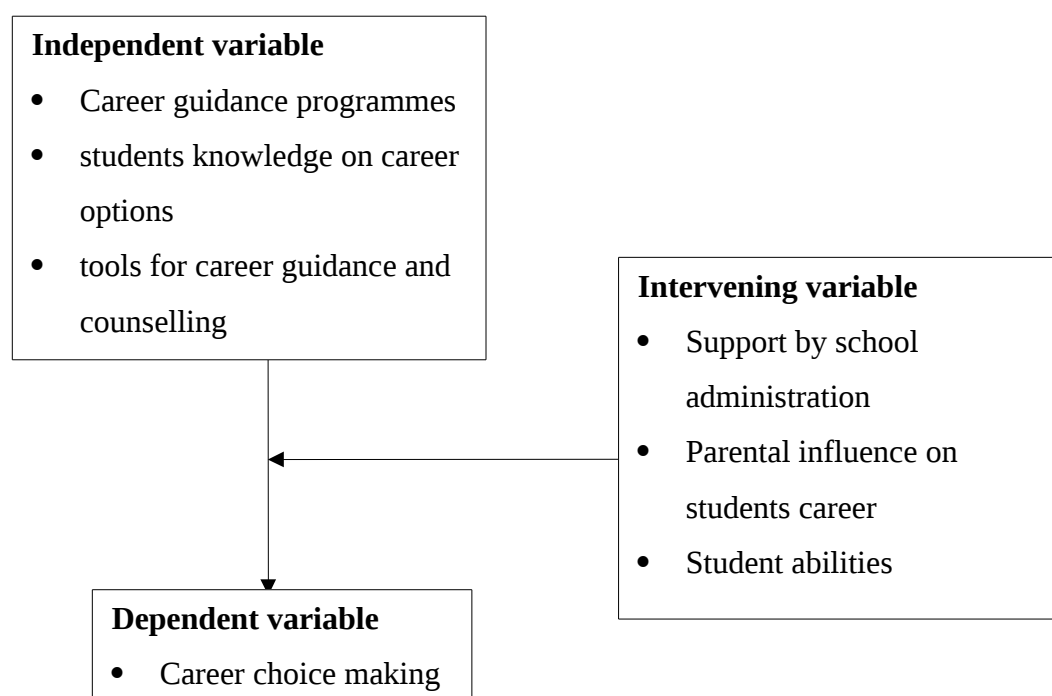 Independent variable
• Career guidance programmes
• students knowledge on career
options
• tools for career guidance and
counselling
Intervening variable
• Support by school
administration
• Parental influence on
students career
• Student abilities
Dependent variable
• Career choice making